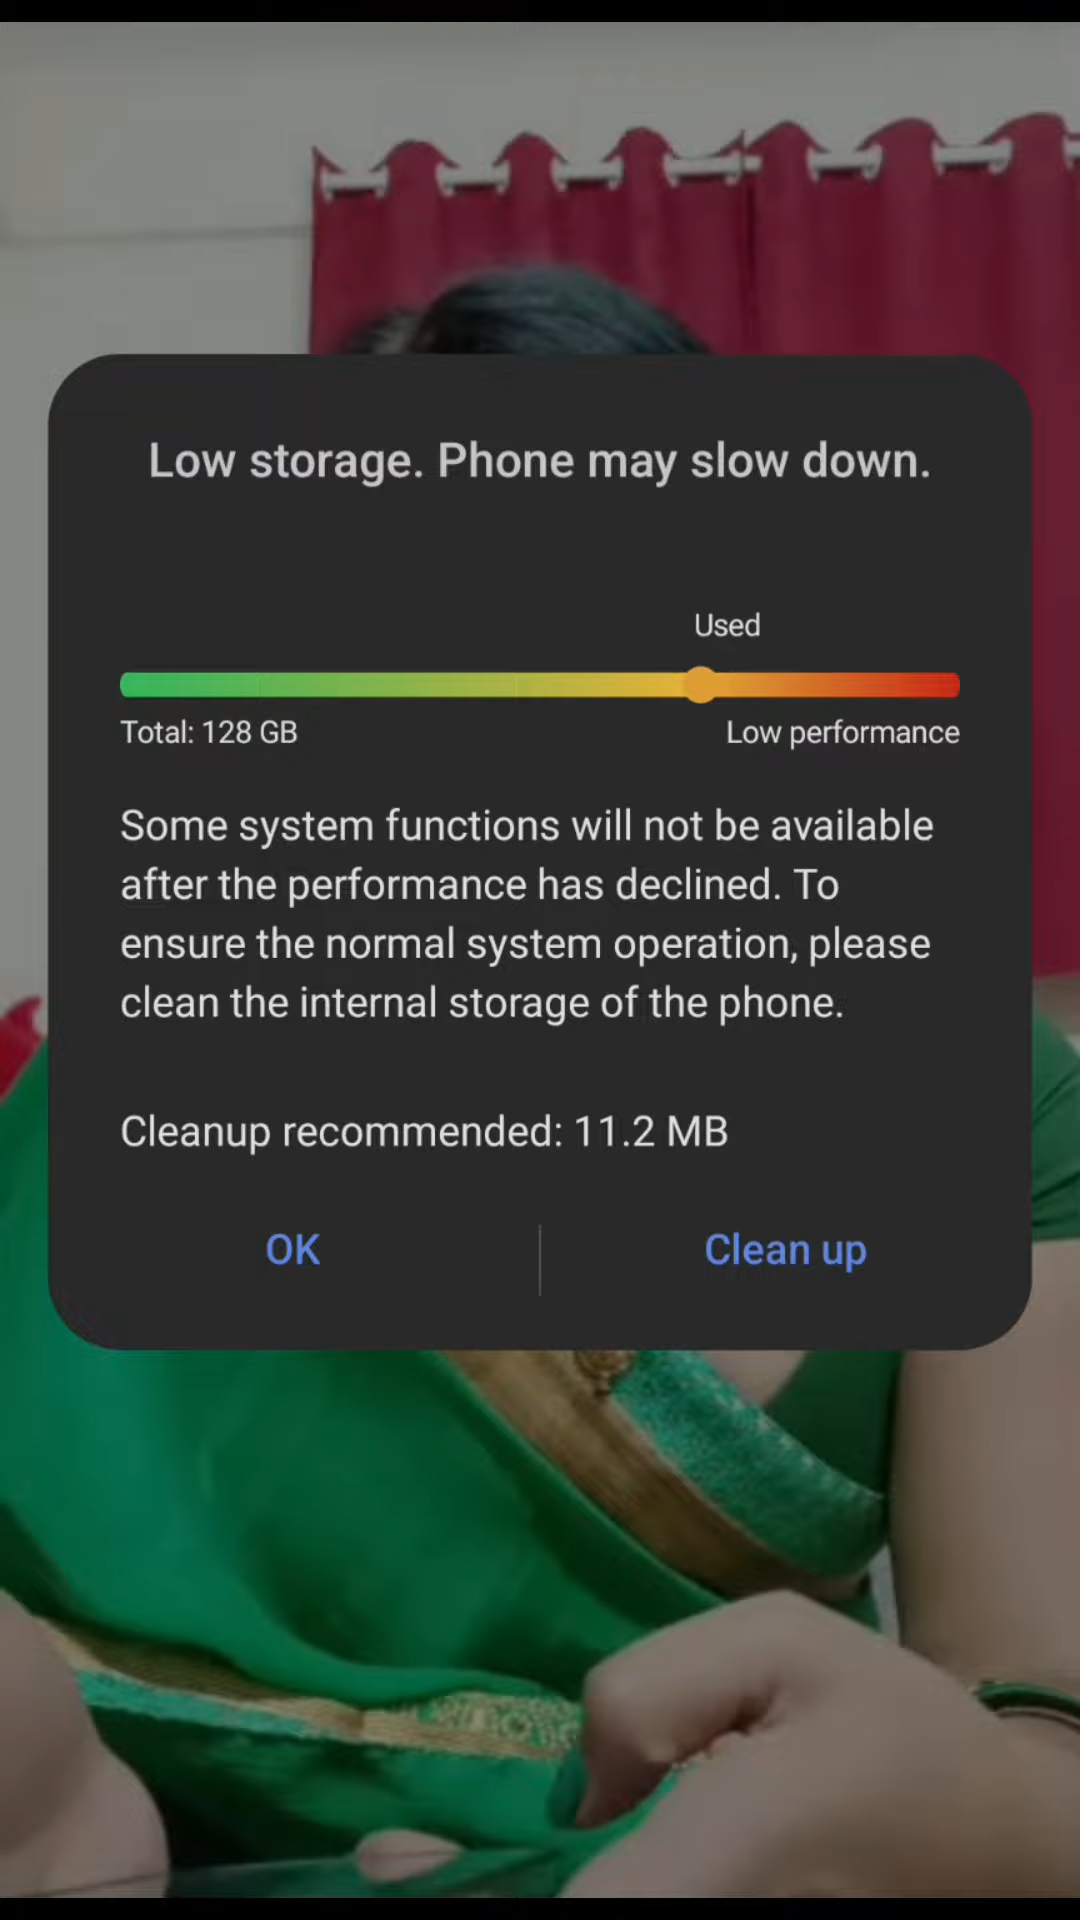 Low storage. Phone may slow down.
Used
Total: 128 GB
Low performance
Some system functions will not be available
after the performance has declined. To
ensure the normal system operation, please
clean the internal storage of the phone.
Cleanup recommended: 11.2 MB
OK
Clean up